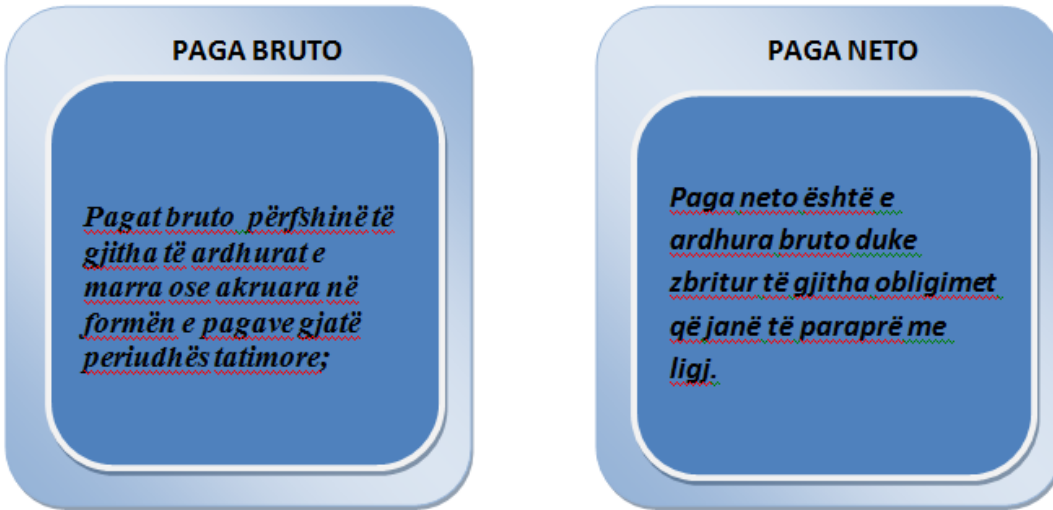 PAGA BRUTO
Pagat bruto përfshinë të
gjitha të ardhurat e
marra ose akruara në
formën e pagave gjatë
periudhës tatimore;
PAGA NETO
Paga neto është e
ardhura bruto duke
zbritur të gjitha obligimet
që janë të paraprë me
ligj.